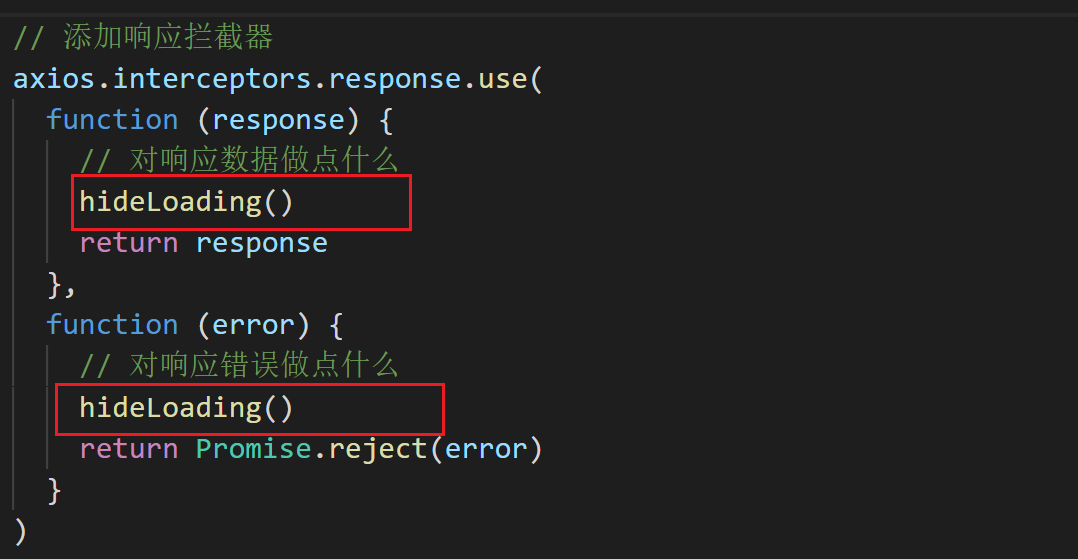 // 添加响应拦截器
axios.interceptors.response.use(
  function (response) {
    // 对响应数据做点什么
    hideLoading()
    return response
  },
  function (error) {
    // 对响应错误做点什么
    hideLoading()
    return Promise.reject(error)
  }
)